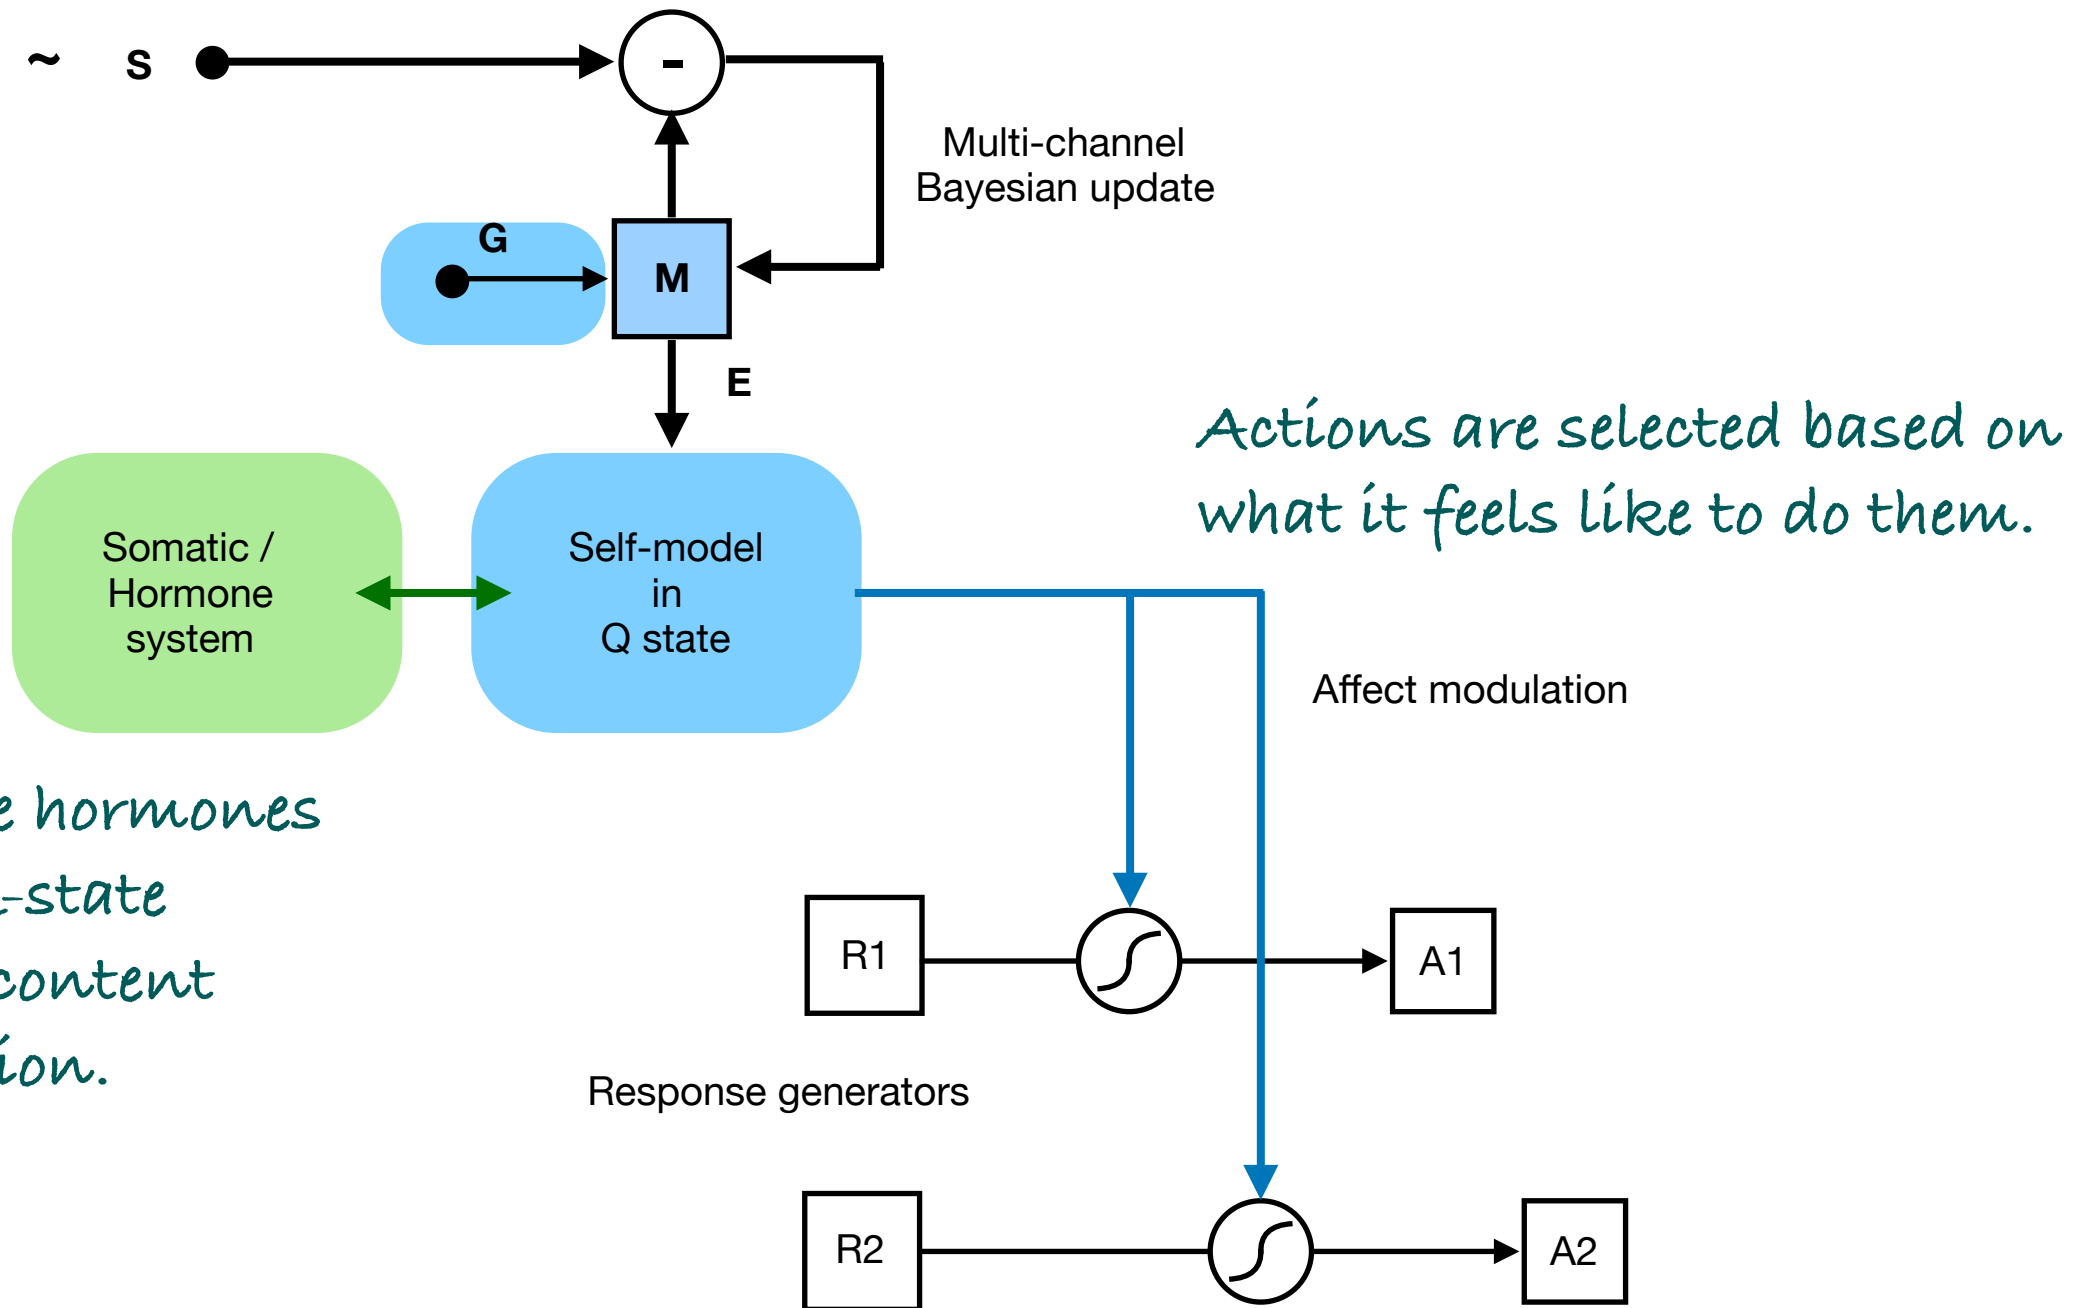 ~ S
-
Multi-channel
Bayesian update
G
M
E
Actions are selected based on
what it feels like to do them.
Somatic /
Hormone
system
Self-model
in
Q state
Affect modulation
hormones
-state
content
R1
A1
Response generators
R2
A2